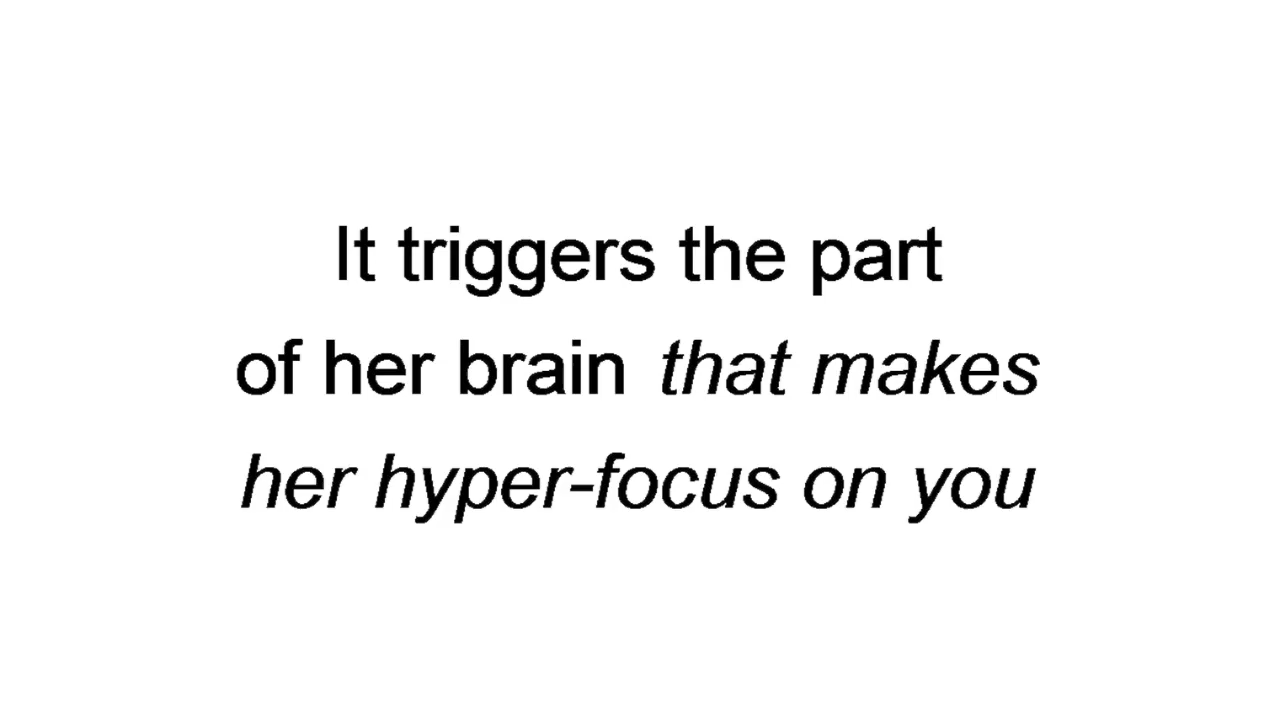 It triggers the part
of her brain that makes
her hyper-focus on you